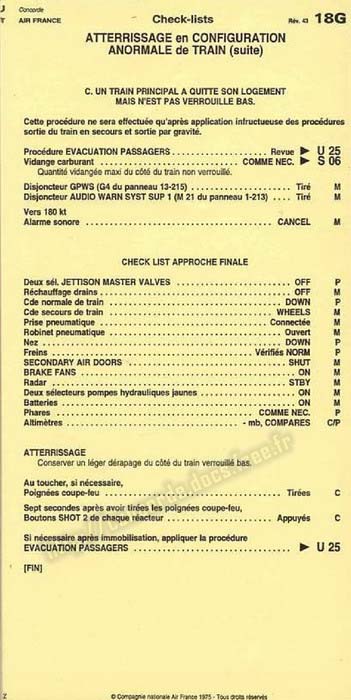 J Concorde
T AIR FRANCE Check-lists Rév. 43 18G
ATTERRISSAGE en CONFIGURATION
ANORMALE de TRAIN (suite)
C. UN TRAIN PRINCIPAL A QUITTE SON LOGEMENT
MAIS N'EST PAS VERROUILLE BAS.
Cette procédure ne sera effectuée qu'après application infructueuse des procédures
sortie du train en secours et sortie par gravité.
Procédure EVACUATION PASSAGERS .................... Revue ► U 25
Vidange carburant .................... COMME NEC. ► S 06
Quantité vidangée maxi du côté du train non verrouillé.
Disjoncteur GPWS (G4 du panneau 13-215) .................... Tiré M
Disjoncteur AUDIO WARN SYST SUP 1 (M 21 du panneau 1-213) .... Tiré M
Vers 180 kt
Alarme sonore .................... CANCEL M
CHECK LIST APPROCHE FINALE
Deux sél. JETTISON MASTER VALVES .................... OFF P
Réchauffage drains .................... OFF M
Cde normale de train .................... DOWN P
Cde secours de train .................... WHEELS M
Prise pneumatique .................... Connectée M
Robinet pneumatique .................... Ouvert M
Nez .................... DOWN P
Freins .................... Vérifiés NORM P
SECONDARY AIR DOORS .................... SHUT M
BRAKE FANS .................... ON M
Radar .................... STBY M
Deux sélecteurs pompes hydrauliques jaunes .................... ON M
Batteries .................... ON M
Phares .................... COMME NEC. P
Altimètres .................... - mb, COMPARES C/P
ATTERRISSAGE
Conserver un léger dérapage du côté du train verrouillé bas.
Au toucher, si nécessaire,
Poignées coupe-feu .................... Tirées C
Sept secondes après avoir tirées les poignées coupe-feu,
Boutons SHOT 2 de chaque réacteur .................... Appuyés C
Si nécessaire après immobilisation, appliquer la procédure
EVACUATION PASSAGERS .................... ► U 25
[FIN]
© Compagnie nationale Air France 1975 - Tous droits réservés